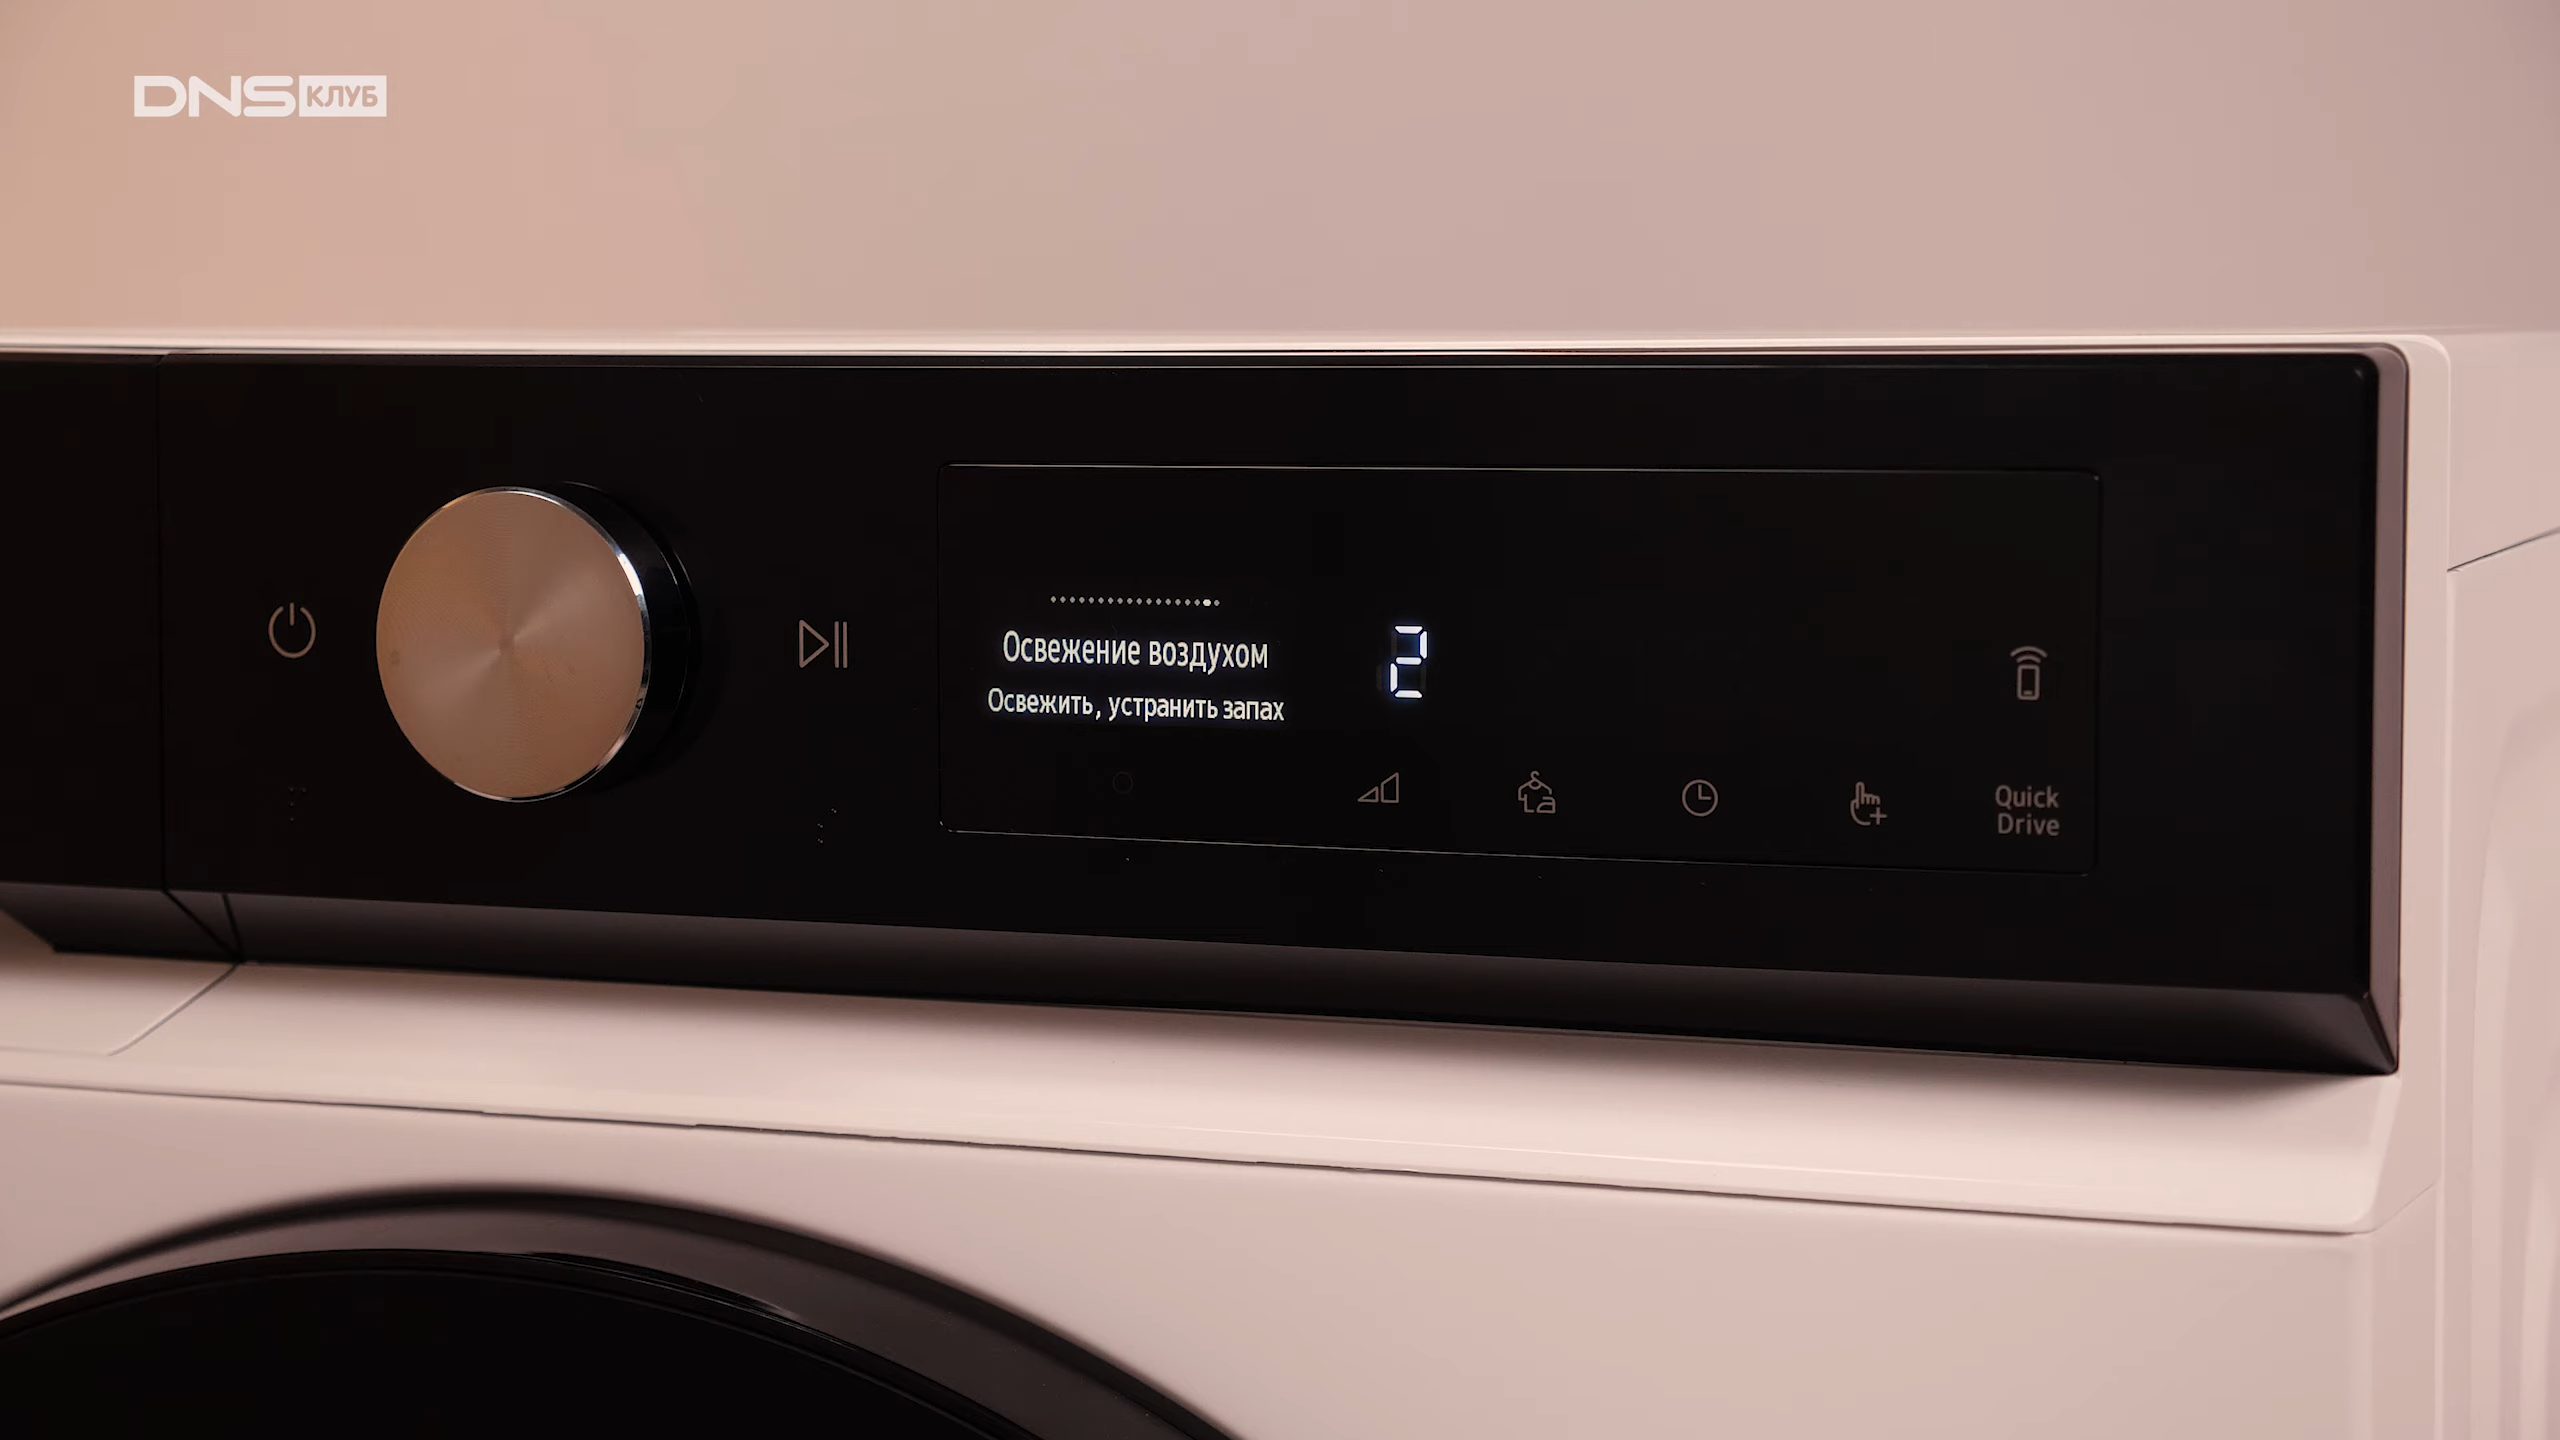 DNS КЛУБ
Освежение воздухом
Освежить, устранить запах
2
Quick
Drive